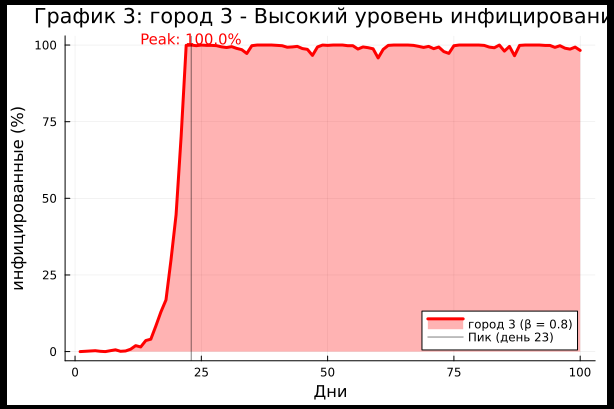 График 3: город 3 - Высокий уровень инфицировани
Peak: 100.0%
100
75
50
25
0
инфицированные (%)
0 25 50 75 100
Дни
город 3 (β = 0.8)
Пик (день 23)